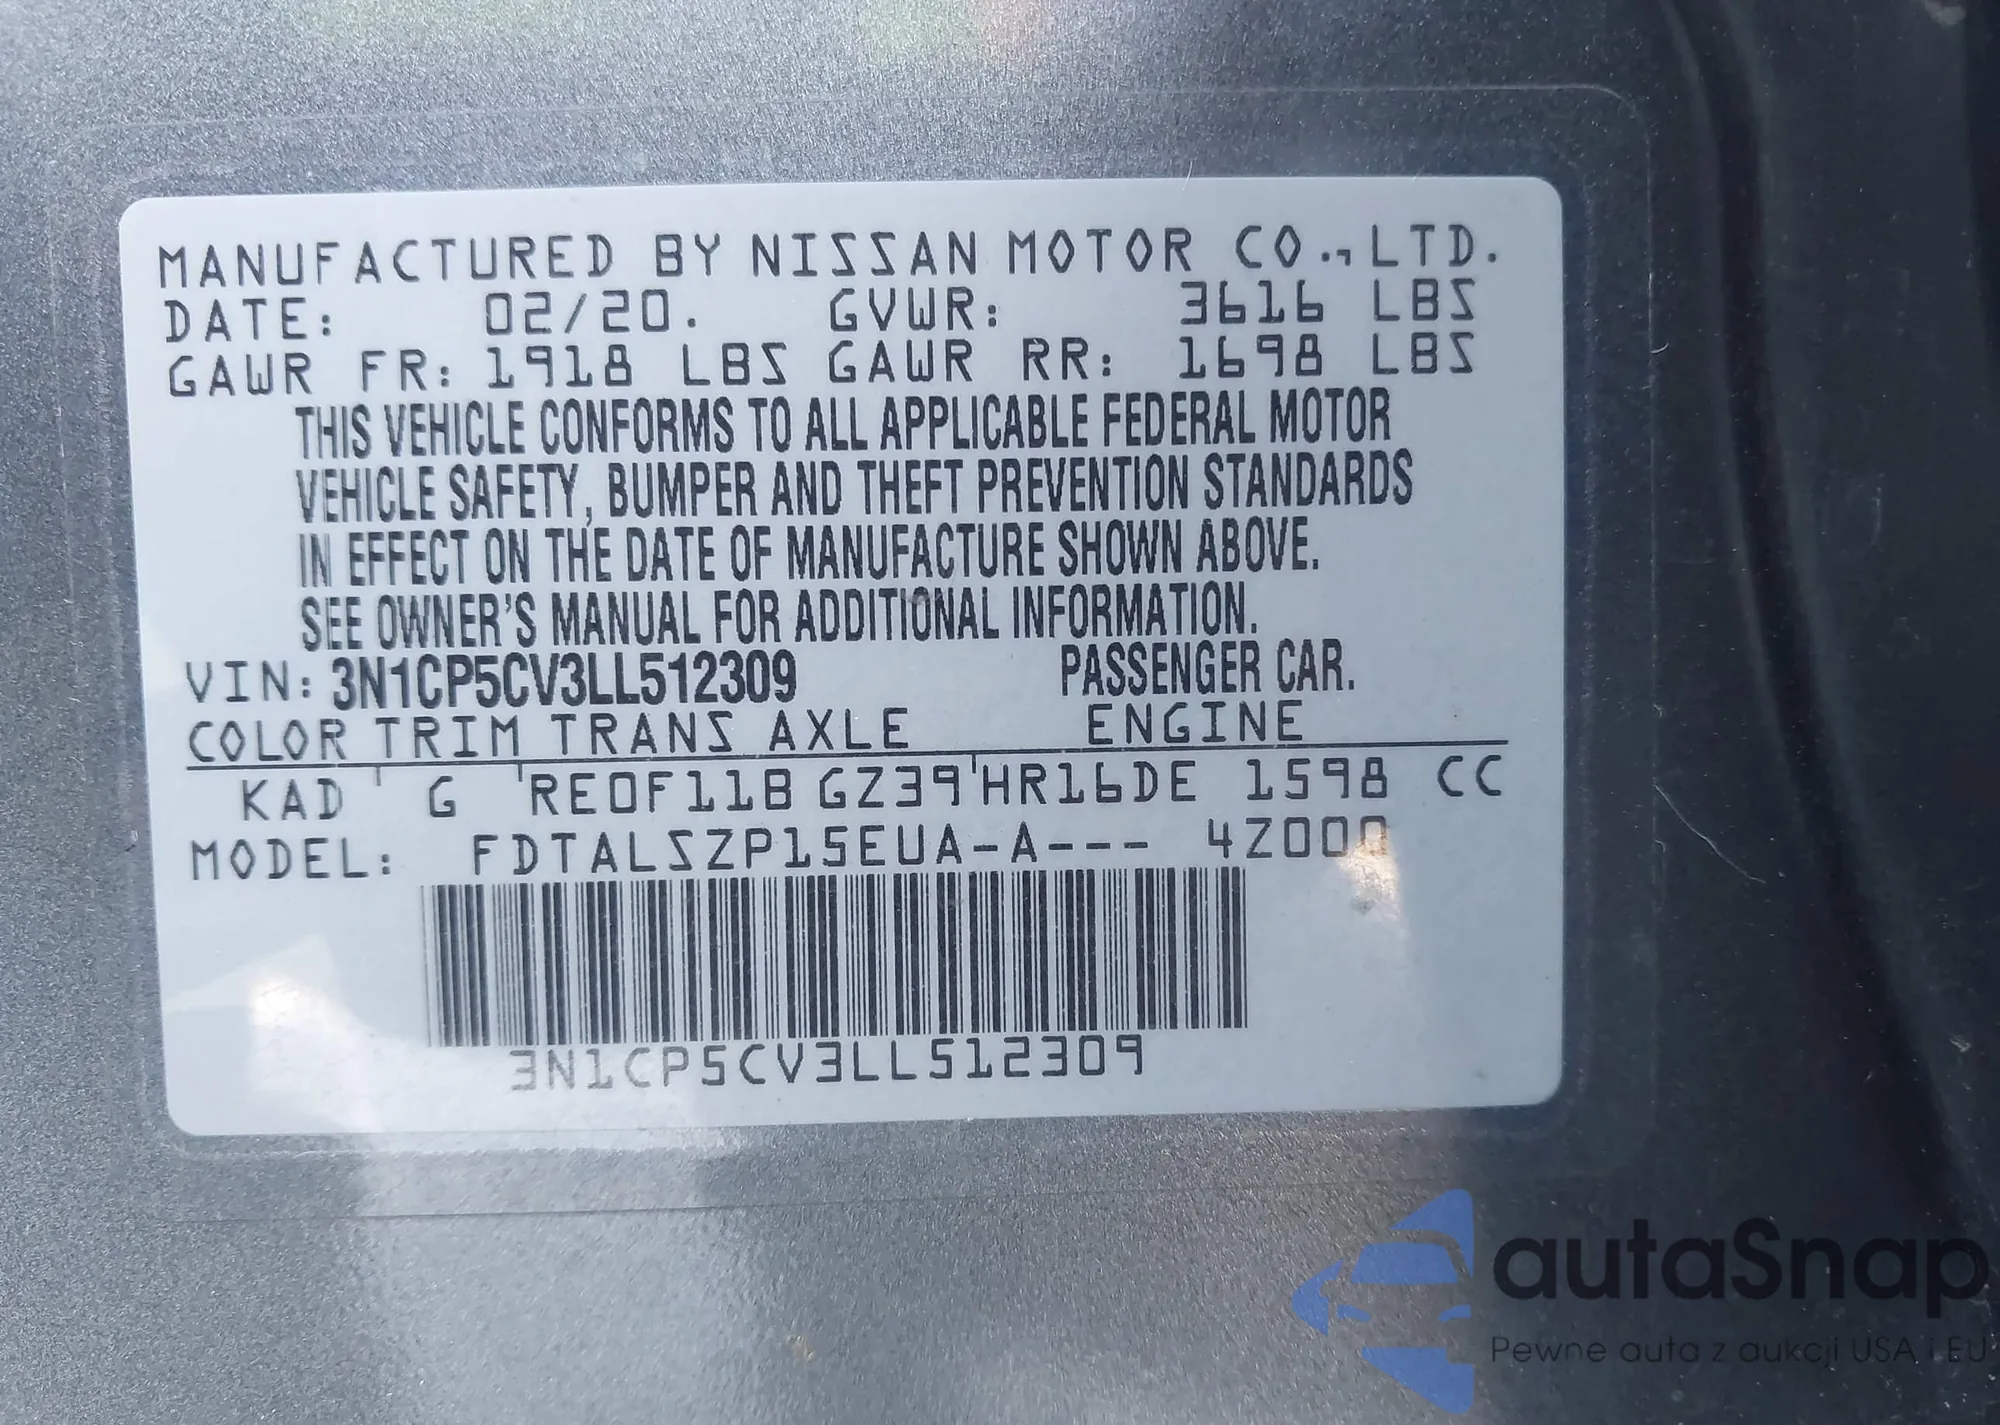 MANUFACTURED BY NISSAN MOTOR CO., LTD.
DATE: 02/20. GVWR: 3616 LBS
GAWR FR: 1918 LBS GAWR RR: 1698 LBS
THIS VEHICLE CONFORMS TO ALL APPLICABLE FEDERAL MOTOR
VEHICLE SAFETY, BUMPER AND THEFT PREVENTION STANDARDS
IN EFFECT ON THE DATE OF MANUFACTURE SHOWN ABOVE.
SEE OWNER'S MANUAL FOR ADDITIONAL INFORMATION.
VIN: 3N1CP5CV3LL512309 PASSENGER CAR.
COLOR TRIM TRANS AXLE ENGINE
KAD G RE0F11B GZ39 HR16DE 1598 CC
MODEL: FDTALSZP15EUA-A--- 4Z000
3N1CP5CV3LL512309
autaSnap
Pewne auta z aukcji USA i EU